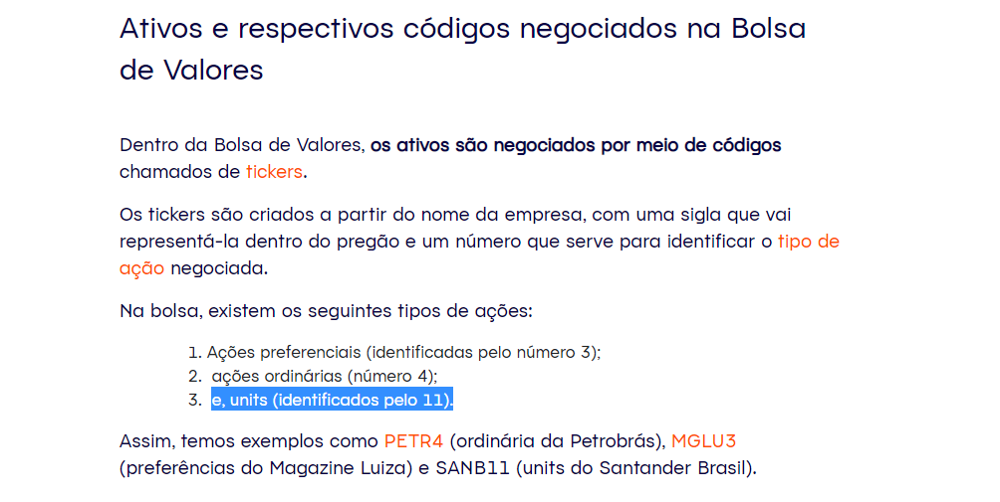 Ativos e respectivos códigos negociados na Bolsa
de Valores
Dentro da Bolsa de Valores, os ativos são negociados por meio de códigos
chamados de tickers.
Os tickers são criados a partir do nome da empresa, com uma sigla que vai
representá-la dentro do pregão e um número que serve para identificar o tipo de
ação negociada.
Na bolsa, existem os seguintes tipos de ações:
1. Ações preferenciais (identificadas pelo número 3);
2. ações ordinárias (número 4);
3. e, units (identificados pelo 11).
Assim, temos exemplos como PETR4 (ordinária da Petrobrás), MGLU3
(preferências do Magazine Luiza) e SANB11 (units do Santander Brasil).